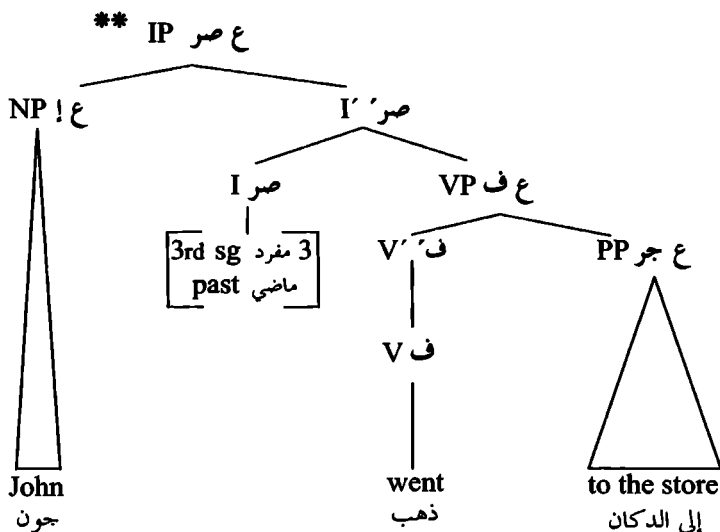 ** IP ع صر
NP ع إ I´ صر´
I صر VP ع ف
3rd sg مفرد 3 V´ ف´ PP ع جر
past ماضي
V ف
John went to the store
جون ذهب إلى الدكان